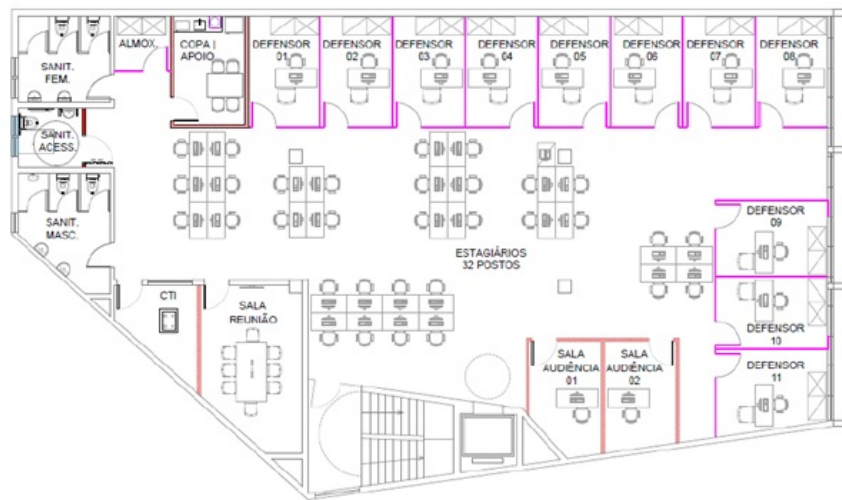 SANIT.
FEM.
ALMOX.
COPA |
APOIO
DEFENSOR
01
DEFENSOR
02
DEFENSOR
03
DEFENSOR
04
DEFENSOR
05
DEFENSOR
06
DEFENSOR
07
DEFENSOR
08
SANIT.
ACESS.
SANIT.
MASC.
ESTAGIÁRIOS
32 POSTOS
DEFENSOR
09
CTI
SALA
REUNIÃO
DEFENSOR
10
SALA
AUDIÊNCIA
01
SALA
AUDIÊNCIA
02
DEFENSOR
11